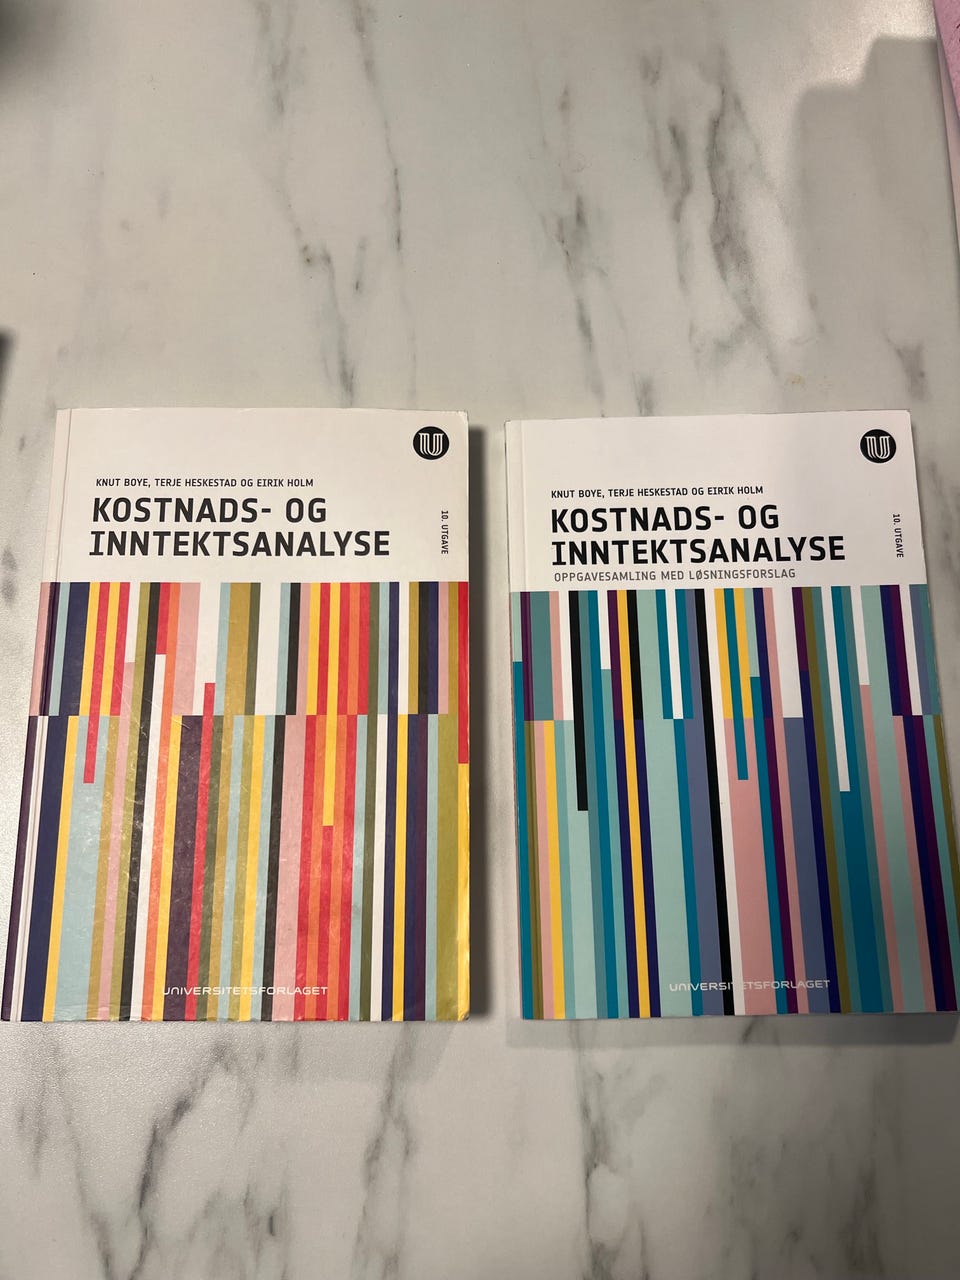 KNUT BOYE, TERJE HESKESTAD OG EIRIK HOLM
KOSTNADS- OG
INNTEKTSANALYSE
10. UTGAVE
UNIVERSITETSFORLAGET
KNUT BOYE, TERJE HESKESTAD OG EIRIK HOLM
KOSTNADS- OG
INNTEKTSANALYSE
OPPGAVESAMLING MED LØSNINGSFORSLAG
10. UTGAVE
UNIVERSITETSFORLAGET